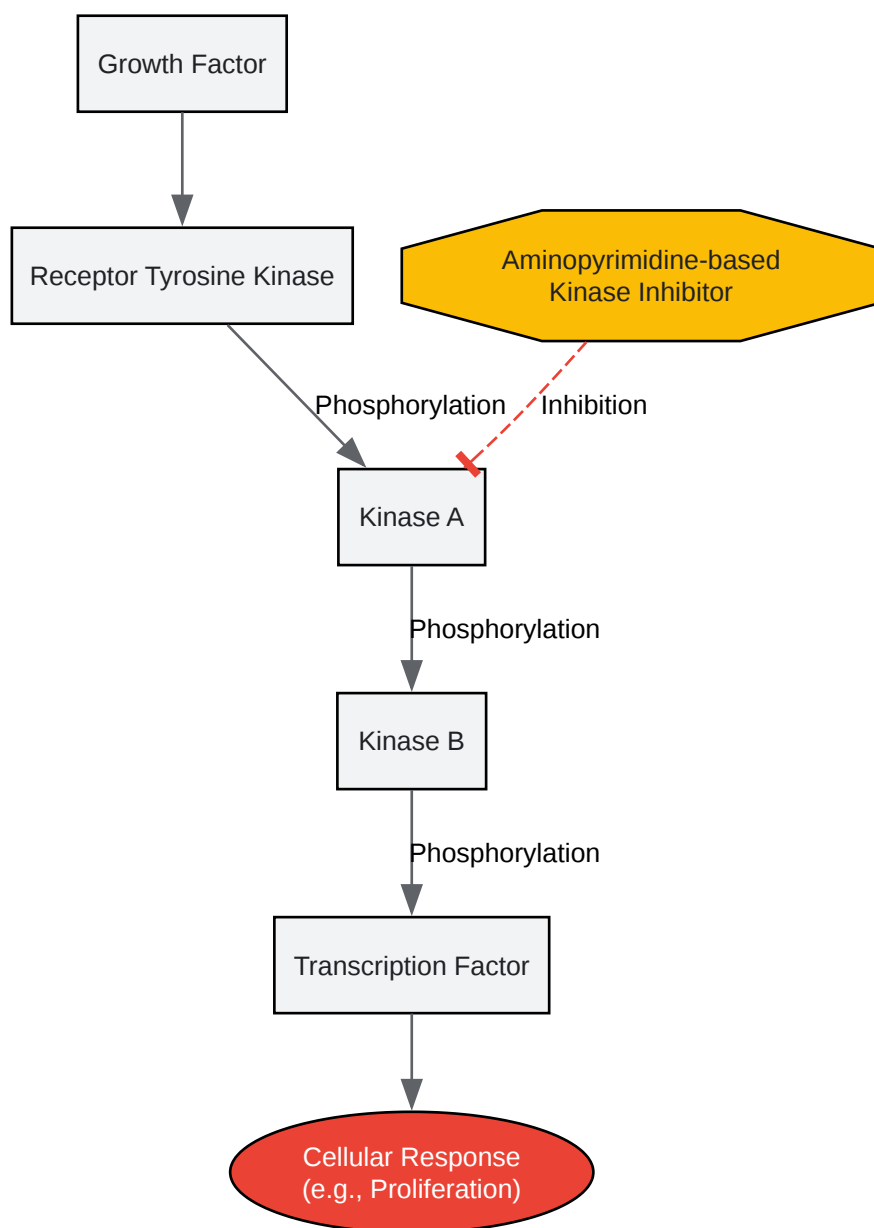 Growth Factor
Receptor Tyrosine Kinase
Aminopyrimidine-based
Kinase Inhibitor
Phosphorylation
Inhibition
Kinase A
Phosphorylation
Kinase B
Phosphorylation
Transcription Factor
Cellular Response
(e.g., Proliferation)